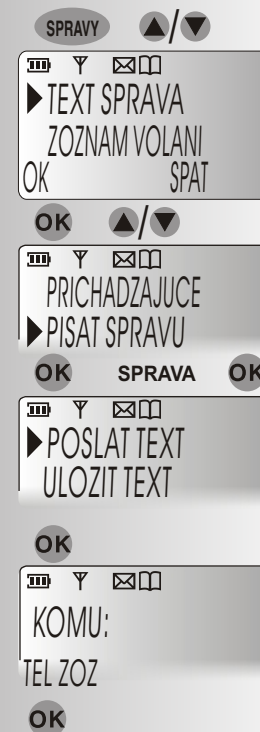 SPRAVY ▲/▼
▶TEXT SPRAVA
ZOZNAM VOLANI
OK SPAT
OK ▲/▼
PRICHADZAJUCE
▶PISAT SPRAVU
OK SPRAVA OK
▶POSLAT TEXT
ULOZIT TEXT
OK
KOMU:
TEL ZOZ
OK